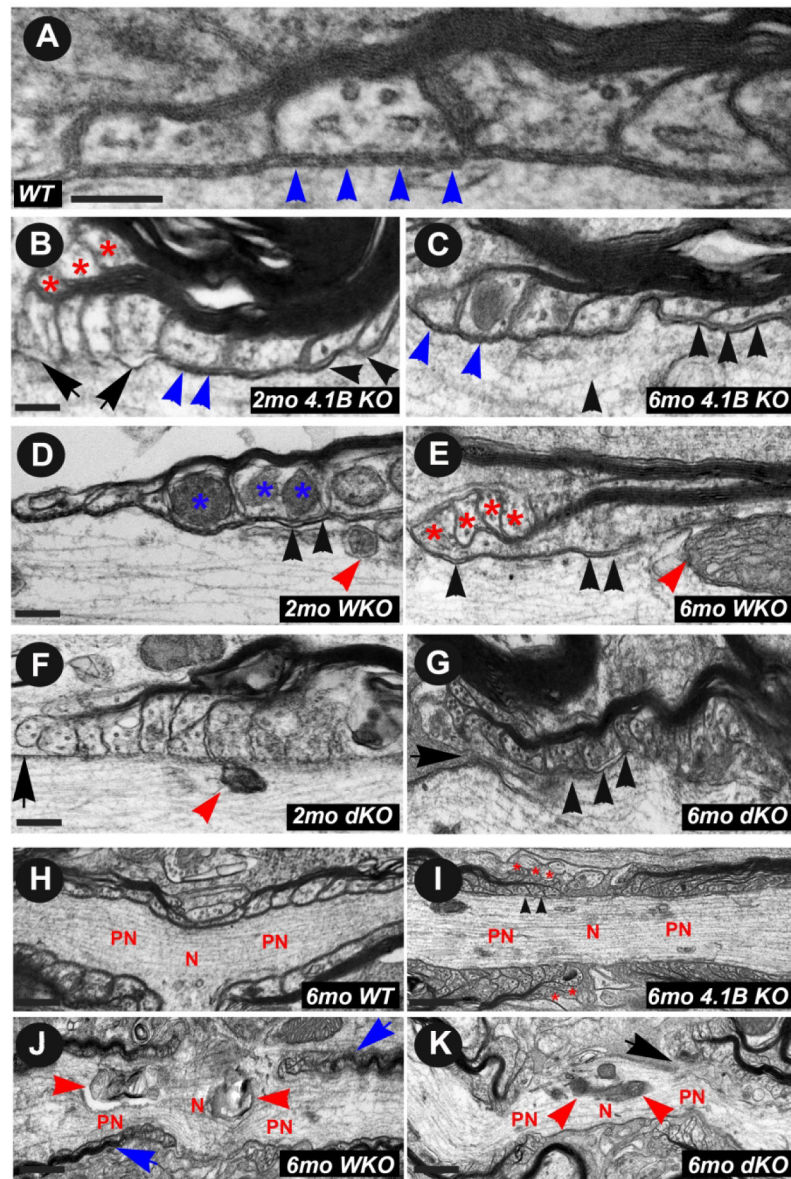 A
WT
B
* * *
2mo 4.1B KO
C
6mo 4.1B KO
D
* * *
2mo WKO
E
* * * *
6mo WKO
F
2mo dKO
G
6mo dKO
H
PN N PN
6mo WT
I
* * *
PN N PN
* *
6mo 4.1B KO
J
N
PN PN
6mo WKO
K
PN
PN N
6mo dKO